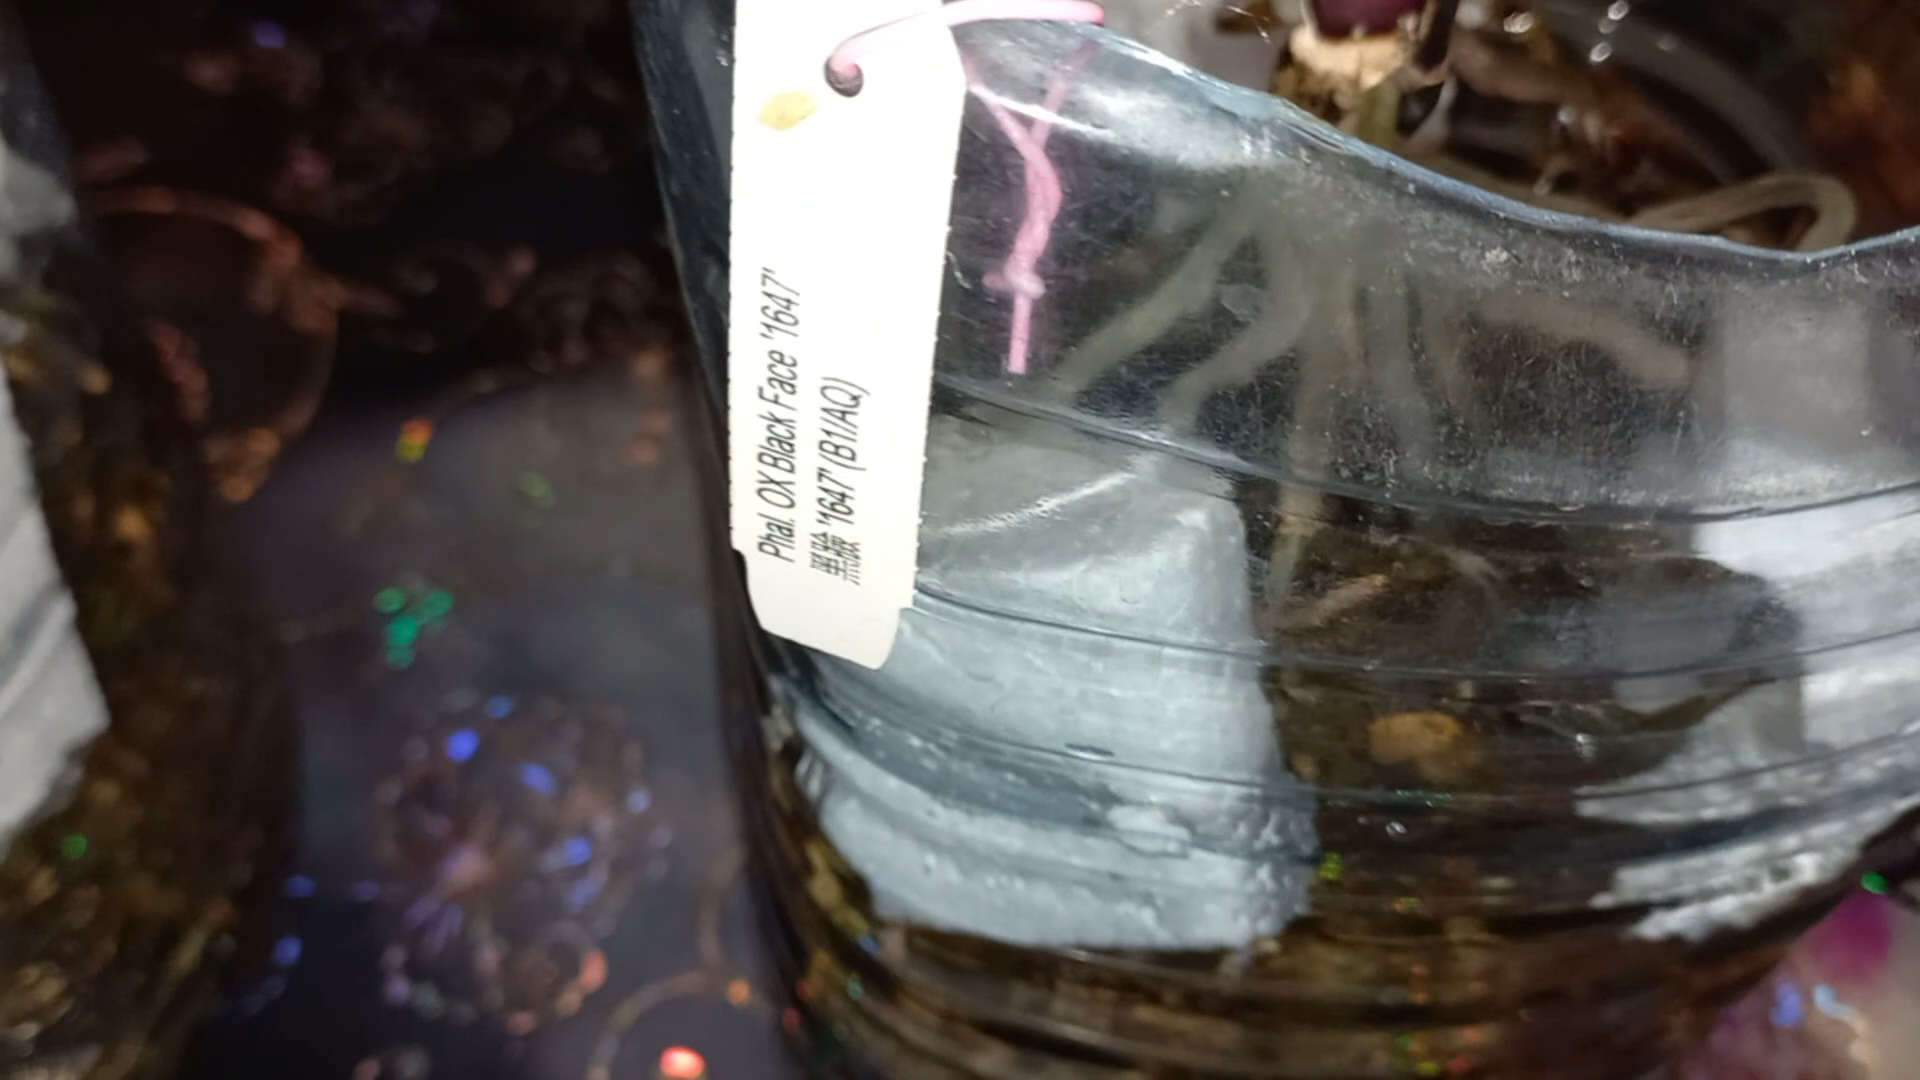 Phal. OX Black Face '1647'
黑臉 '1647' (B1/AQ)